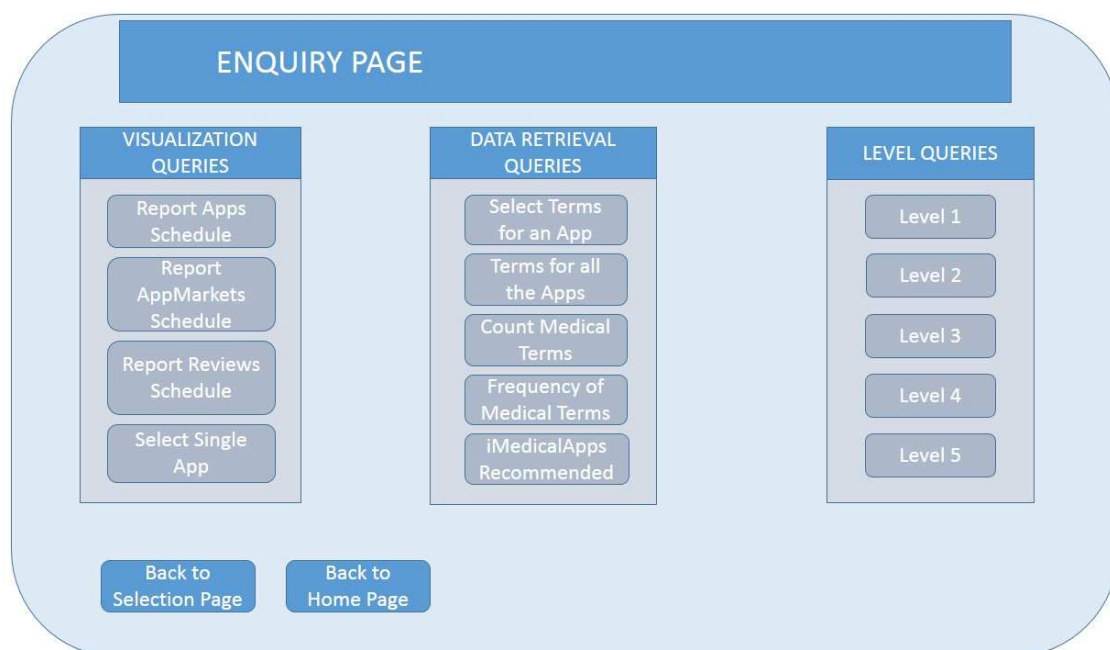 ENQUIRY PAGE
VISUALIZATION
QUERIES
Report Apps
Schedule
Report
AppMarkets
Schedule
Report Reviews
Schedule
Select Single
App
DATA RETRIEVAL
QUERIES
Select Terms
for an App
Terms for all
the Apps
Count Medical
Terms
Frequency of
Medical Terms
iMedicalApps
Recommended
LEVEL QUERIES
Level 1
Level 2
Level 3
Level 4
Level 5
Back to
Selection Page
Back to
Home Page